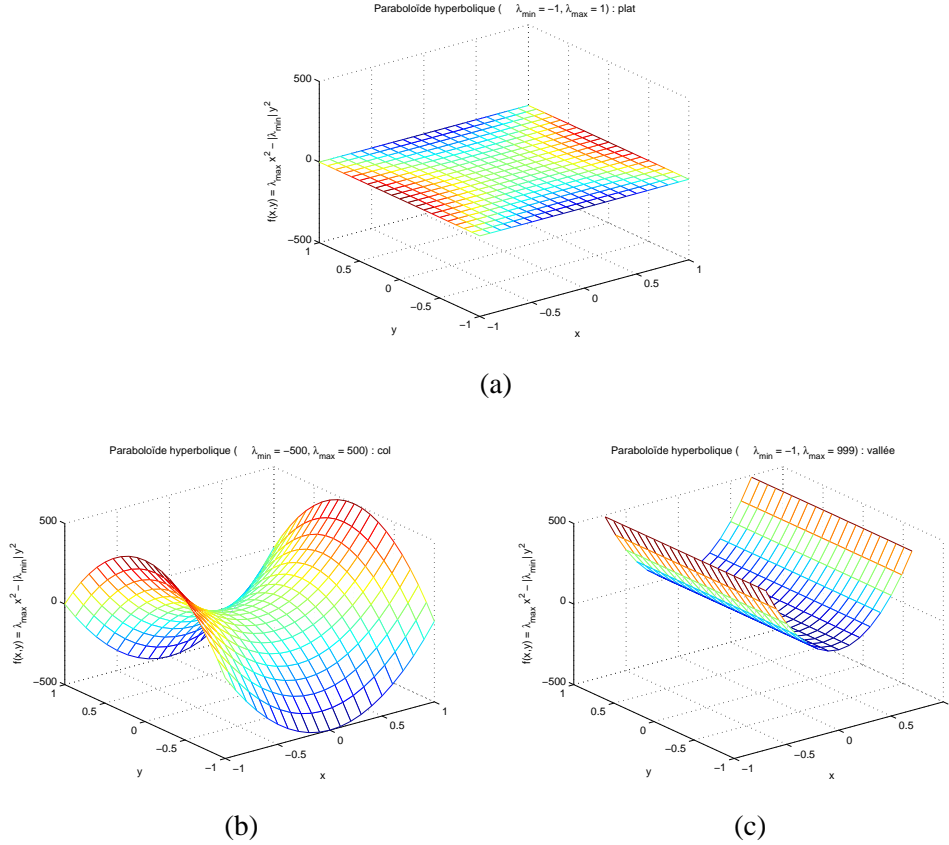 Paraboloïde hyperbolique ( λmin = −1, λmax = 1) : plat
500
0
−500
f(x,y) = λmax x² − |λmin| y²
1
0.5
0
−0.5
−1
y
−1
−0.5
0
0.5
1
x
(a)
Paraboloïde hyperbolique ( λmin = −500, λmax = 500) : col
500
0
−500
f(x,y) = λmax x² − |λmin| y²
1
0.5
0
−0.5
−1
y
−1
−0.5
0
0.5
1
x
(b)
Paraboloïde hyperbolique ( λmin = −1, λmax = 999) : vallée
500
0
−500
f(x,y) = λmax x² − |λmin| y²
1
0.5
0
−0.5
−1
y
−1
−0.5
0
0.5
x
(c)